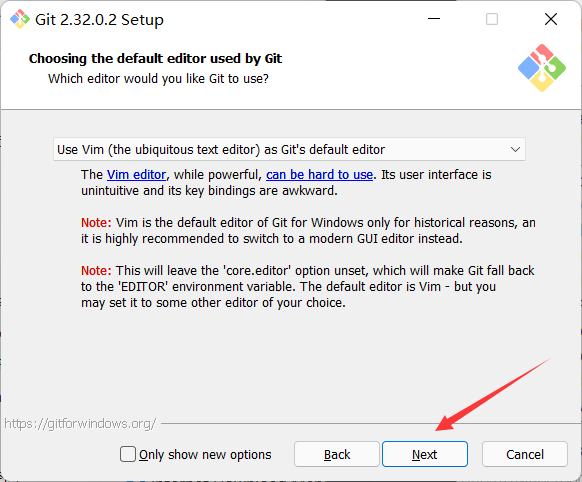 Git 2.32.0.2 Setup
Choosing the default editor used by Git
Which editor would you like Git to use?
Use Vim (the ubiquitous text editor) as Git's default editor
The Vim editor, while powerful, can be hard to use. Its user interface is
unintuitive and its key bindings are awkward.
Note: Vim is the default editor of Git for Windows only for historical reasons, an
it is highly recommended to switch to a modern GUI editor instead.
Note: This will leave the 'core.editor' option unset, which will make Git fall back
to the 'EDITOR' environment variable. The default editor is Vim - but you
may set it to some other editor of your choice.
https://gitforwindows.org/
Only show new options
Back
Next
Cancel